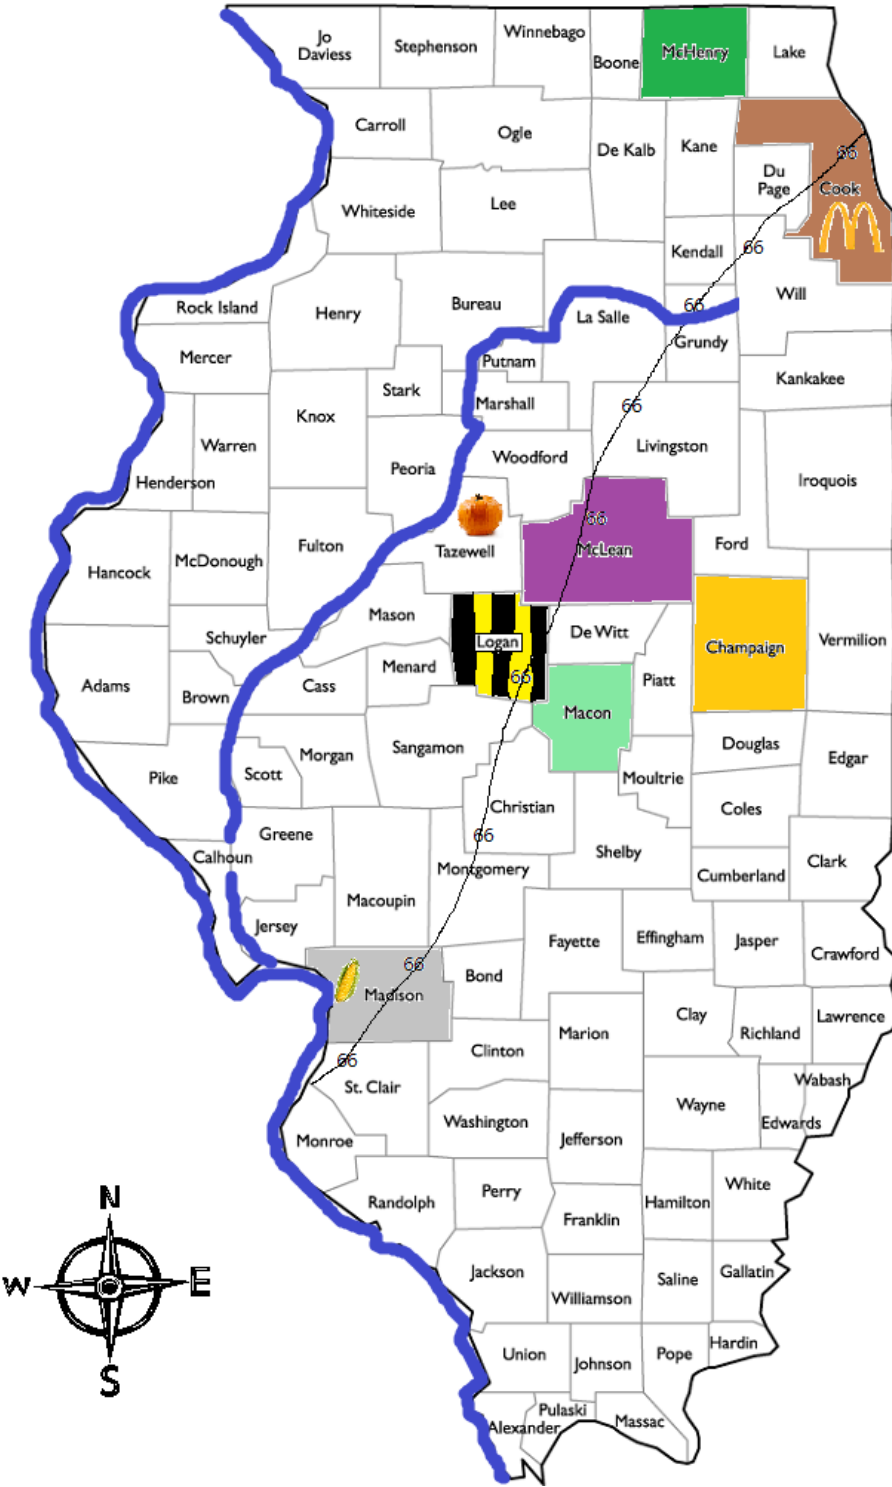 Jo
Daviess
Stephenson
Winnebago
Boone
McHenry
Lake
Carroll
Ogle
De Kalb
Kane
66
Du
Page
Cook
Whiteside
Lee
Kendall
66
Rock Island
Henry
Bureau
La Salle
66
Will
Grundy
Mercer
Putnam
Stark
Marshall
66
Kankakee
Knox
Warren
Peoria
Woodford
Livingston
Henderson
Iroquois
66
Fulton
Tazewell
McLean
Ford
Hancock
McDonough
Mason
Logan
De Witt
Champaign
Vermilion
Schuyler
Menard
66
Piatt
Adams
Brown
Cass
Macon
Sangamon
Morgan
Scott
Pike
Douglas
Edgar
Moultrie
Christian
Coles
Greene
66
Calhoun
Montgomery
Shelby
Cumberland
Clark
Macoupin
Jersey
Fayette
Effingham
Jasper
Crawford
66
Madison
Bond
Clay
Richland
Lawrence
Marion
Clinton
66
St. Clair
Wabash
Wayne
Edwards
Washington
Jefferson
Monroe
Randolph
Perry
Hamilton
White
Franklin
N
W
E
S
Jackson
Williamson
Saline
Gallatin
Union
Johnson
Pope
Hardin
Pulaski
Alexander
Massac